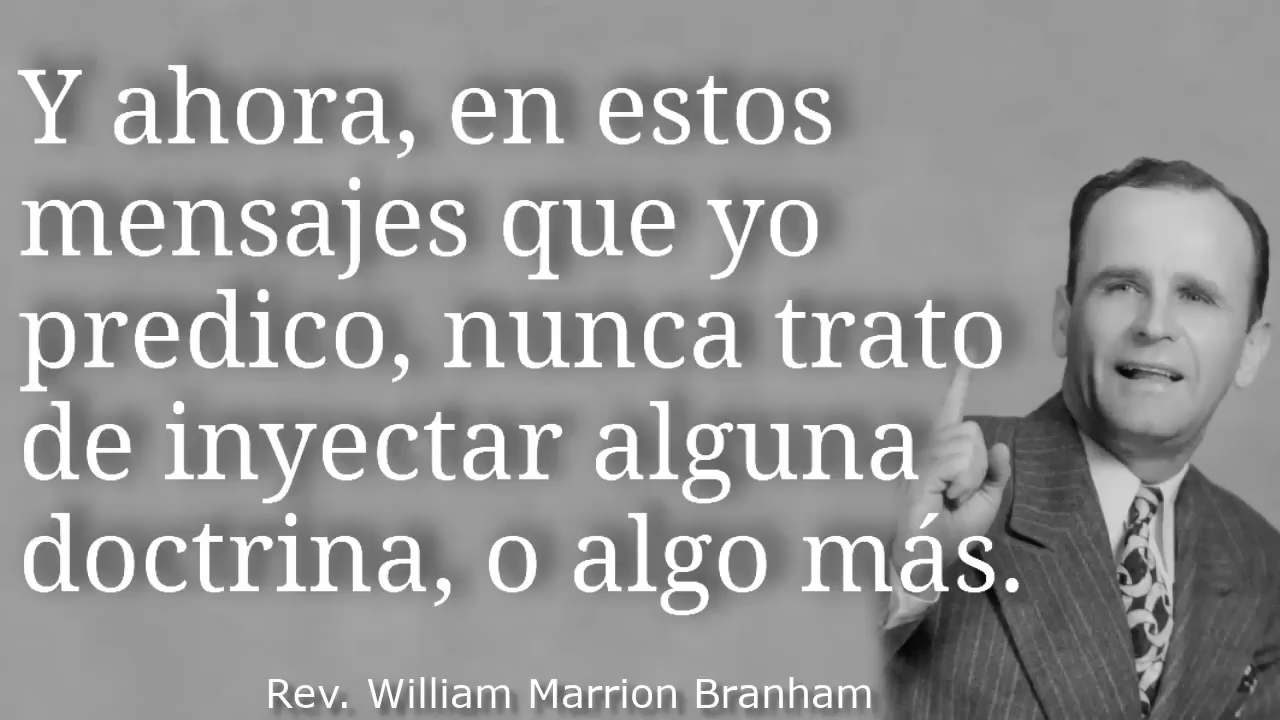 Y ahora, en estos
mensajes que yo
predico, nunca trato
de inyectar alguna
doctrina, o algo más.
Rev. William Marrion Branham